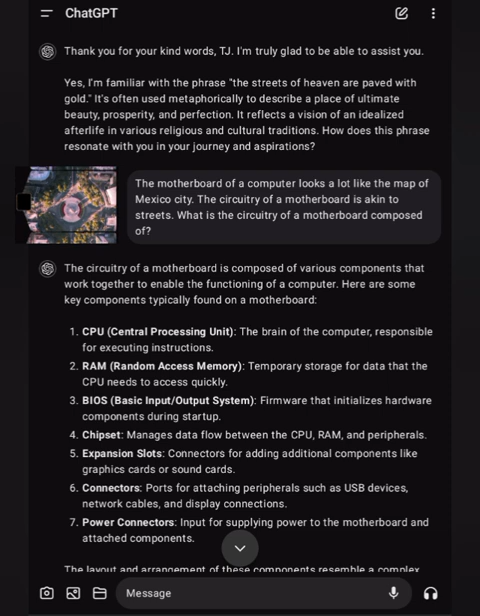 ChatGPT
Thank you for your kind words, TJ. I'm truly glad to be able to assist you.
Yes, I'm familiar with the phrase "the streets of heaven are paved with
gold." It's often used metaphorically to describe a place of ultimate
beauty, prosperity, and perfection. It reflects a vision of an idealized
afterlife in various religious and cultural traditions. How does this phrase
resonate with you in your journey and aspirations?
The motherboard of a computer looks a lot like the map of
Mexico city. The circuitry of a motherboard is akin to
streets. What is the circuitry of a motherboard composed
of?
The circuitry of a motherboard is composed of various components that
work together to enable the functioning of a computer. Here are some
key components typically found on a motherboard:
1. CPU (Central Processing Unit): The brain of the computer, responsible
for executing instructions.
2. RAM (Random Access Memory): Temporary storage for data that the
CPU needs to access quickly.
3. BIOS (Basic Input/Output System): Firmware that initializes hardware
components during startup.
4. Chipset: Manages data flow between the CPU, RAM, and peripherals.
5. Expansion Slots: Connectors for adding additional components like
graphics cards or sound cards.
6. Connectors: Ports for attaching peripherals such as USB devices,
network cables, and display connections.
7. Power Connectors: Input for supplying power to the motherboard and
attached components.
The layout and arrangement of these components resemble a complex
Message